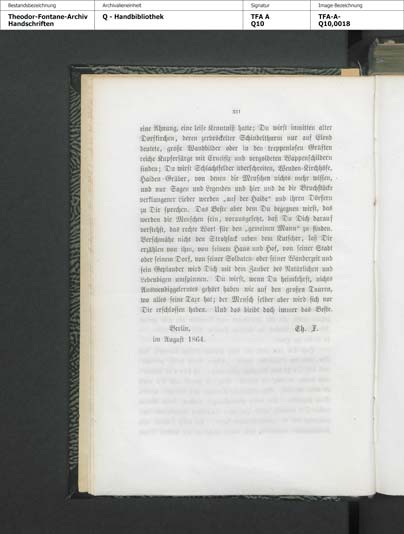 Bestandsbezeichnung
Archivalieneinheit
Signatur
Image-Bezeichnung
Theodor-Fontane-Archiv
Handschriften
Q - Handbibliothek
TFA A
Q10
TFA-A-
Q10,0018
XII
eine Ahnung, eine leise Kenntniß hatte; Du wirst inmitten alter
Dorfkirchen, deren zerbröckelter Schindelthurm nur auf Elend
deutete, große Wandbilder oder in den treppenlosen Grüften
reiche Kupfersärge mit Crucifix und vergoldeten Wappenschildern
finden; Du wirst Schlachtfelder überschreiten, Wenden-Kirchhöfe,
Haiden-Gräber, von denen die Menschen nichts mehr wissen,
und nur Sagen und Legenden und hier und da die Bruchstücke
verklungener Lieder werden „auf der Haide“ und ihren Dörfern
zu Dir sprechen. Das Beste aber dem Du begegnen wirst, das
werden die Menschen sein, vorausgesetzt, daß Du Dich darauf
verstehst, das rechte Wort für den „gemeinen Mann“ zu finden.
Verschmähe nicht den Strohsack neben dem Kutscher, laß Dir
erzählen von ihm, von seinem Haus und Hof, von seiner Stadt
oder seinem Dorf, von seiner Soldaten- oder seiner Wanderzeit und
sein Geplauder wird Dich mit dem Zauber des Natürlichen und
Lebendigen umspinnen. Du wirst, wenn Du heimkehrst, nichts
Auswendiggelerntes gehört haben wie auf den großen Touren,
wo alles seine Taxe hat; der Mensch selber aber wird sich vor
Dir erschlossen haben. Und das bleibt doch immer das Beste.
Berlin,
Th. F.
im August 1864.